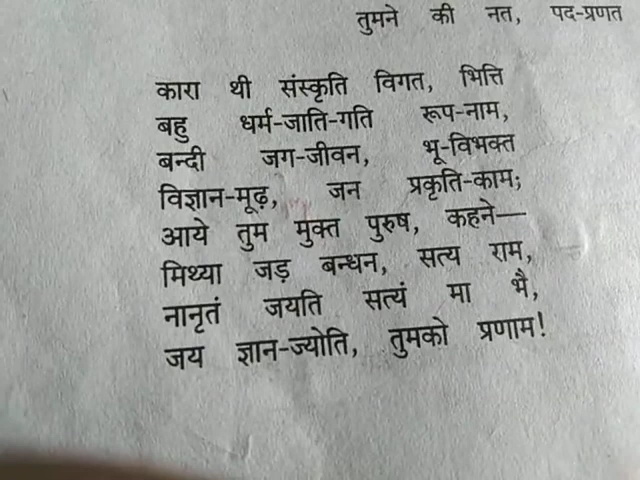 तुमने की नत, पद-प्रणत
कारा थी संस्कृति विगत, भित्ति
बहु धर्म-जाति-गति रूप-नाम,
बन्दी जग-जीवन, भू-विभक्त
विज्ञान-मूढ़, जन प्रकृति-काम;
आये तुम मुक्त पुरुष, कहने—
मिथ्या जड़ बन्धन, सत्य राम,
नानृतं जयति सत्यं मा भै,
जय ज्ञान-ज्योति, तुमको प्रणाम!